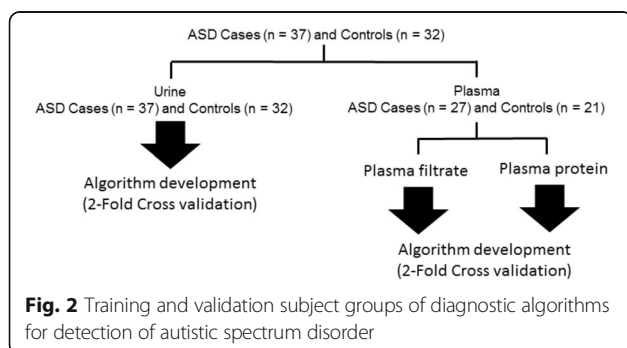 ASD Cases (n = 37) and Controls (n = 32)
Urine
ASD Cases (n = 37) and Controls (n = 32)
Algorithm development
(2-Fold Cross validation)
Plasma
ASD Cases (n = 27) and Controls (n = 21)
Plasma filtrate
Plasma protein
Algorithm development
(2-Fold Cross validation)
Fig. 2 Training and validation subject groups of diagnostic algorithms
for detection of autistic spectrum disorder